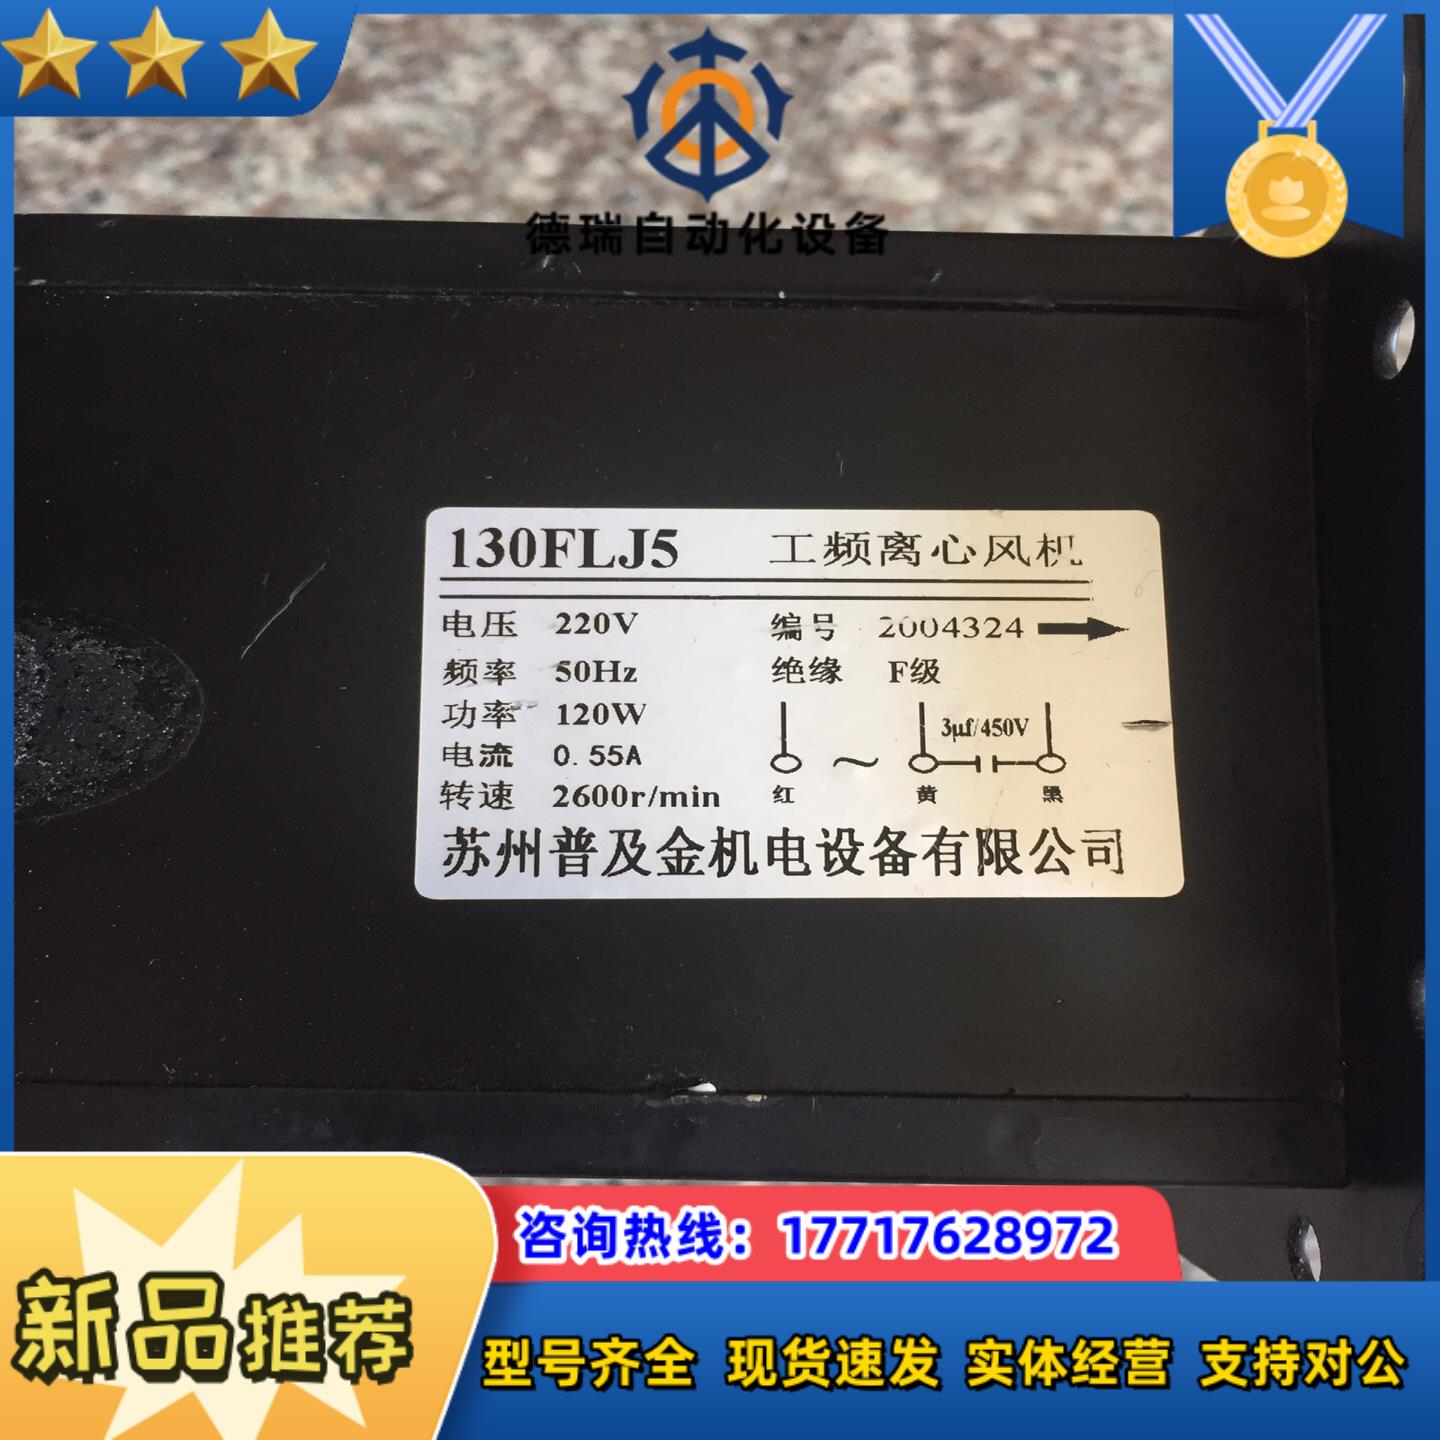 德瑞自动化设备
130FLJ5 工频离心风机
电压 220V 编号 2004324
频率 50Hz 绝缘 F级
功率 120W
3μf/450V
电流 0.55A
红 ~ 黄 黑
转速 2600r/min
苏州普及金机电设备有限公司
咨询热线：17717628972
新品推荐
型号齐全 现货速发 实体经营 支持对公